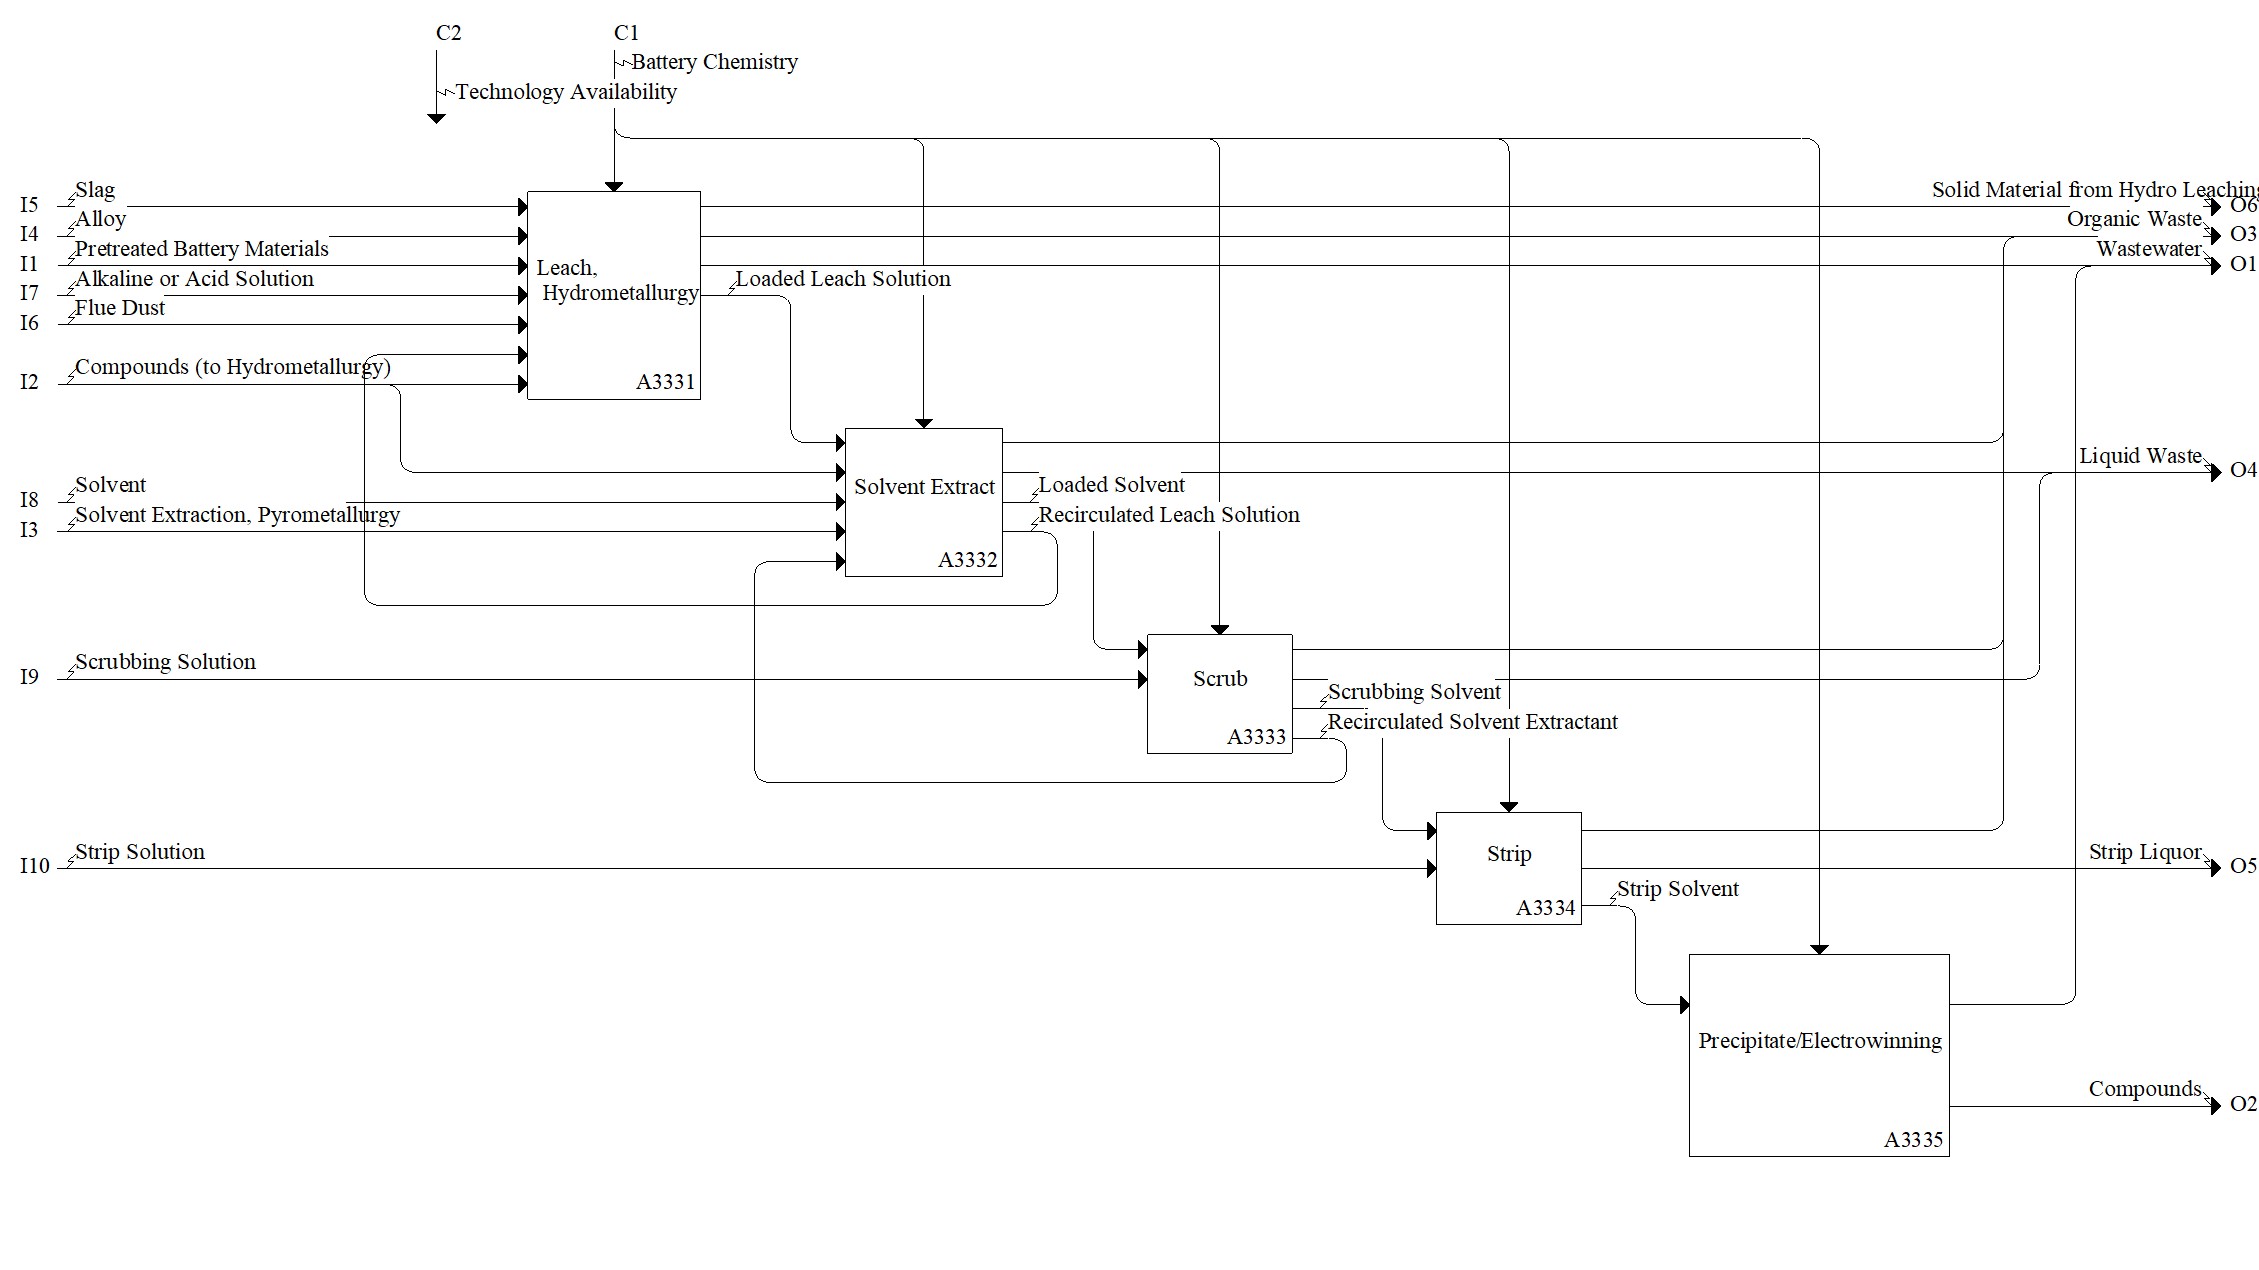 C2
C1
Battery Chemistry
Technology Availability
I5
Slag
Solid Material from Hydro Leaching
O6
I4
Alloy
Organic Waste
O3
I1
Pretreated Battery Materials
Wastewater
O1
I7
Alkaline or Acid Solution
Leach,
Hydrometallurgy
Loaded Leach Solution
I6
Flue Dust
I2
Compounds (to Hydrometallurgy)
A3331
Liquid Waste
O4
I8
Solvent
Solvent Extract
Loaded Solvent
I3
Solvent Extraction, Pyrometallurgy
Recirculated Leach Solution
A3332
I9
Scrubbing Solution
Scrub
Scrubbing Solvent
Recirculated Solvent Extractant
A3333
I10
Strip Solution
Strip
Strip Liquor
O5
Strip Solvent
A3334
Precipitate/Electrowinning
Compounds
O2
A3335